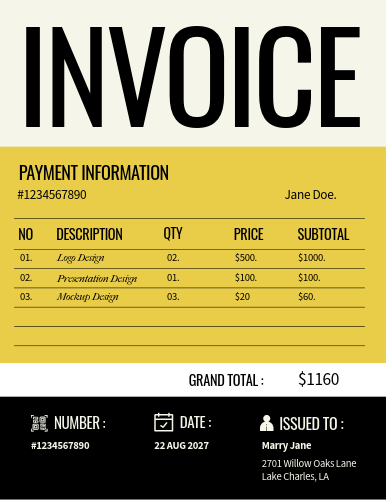 INVOICE
PAYMENT INFORMATION
#1234567890 Jane Doe.
NO DESCRIPTION QTY PRICE SUBTOTAL
01. Logo Design 02. $500. $1000.
02. Presentation Design 01. $100. $100.
03. Mockup Design 03. $20 $60.
GRAND TOTAL : $1160
NUMBER : DATE : ISSUED TO :
#1234567890 22 AUG 2027 Marry Jane
2701 Willow Oaks Lane
Lake Charles, LA